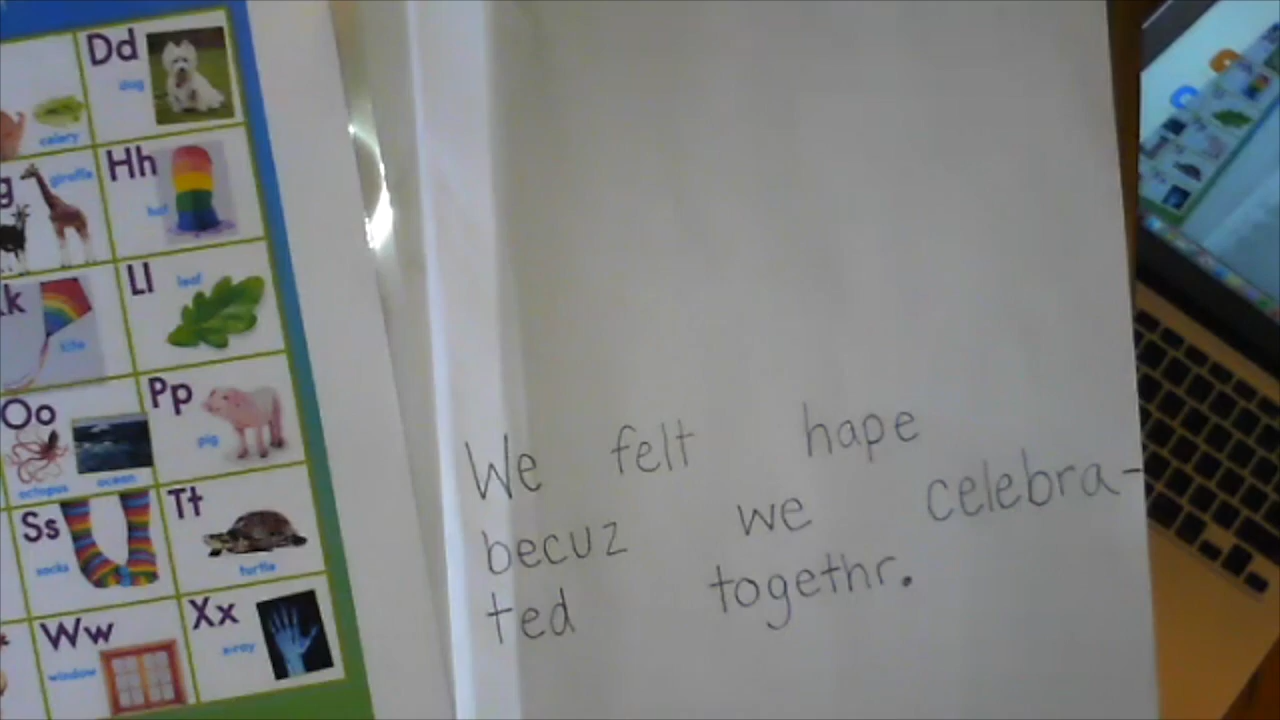 Dd
dog
celery
g
giraffe
Hh
hat
k
kite
Ll
leaf
Oo
octopus
ocean
Pp
pig
Ss
socks
Tt
turtle
Ww
window
Xx
x-ray
We felt hape
becuz we celebra-
ted togethr.